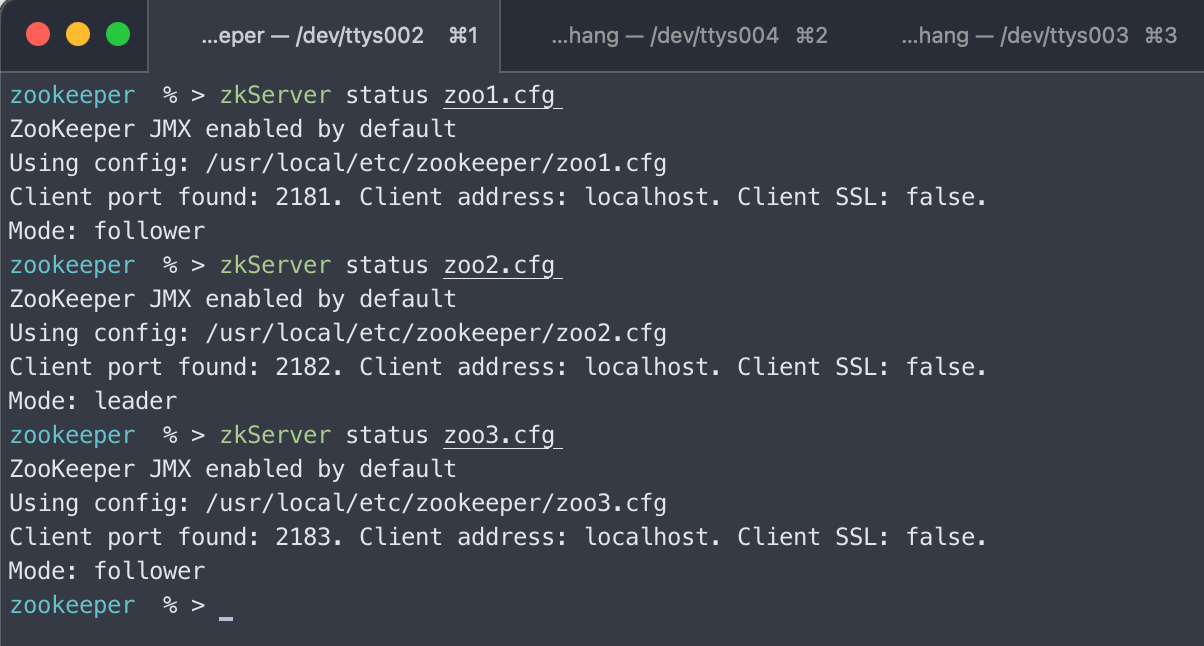 ...eper — /dev/ttys002 ⌘1 ...hang — /dev/ttys004 ⌘2 ...hang — /dev/ttys003 ⌘3
zookeeper % > zkServer status zoo1.cfg
ZooKeeper JMX enabled by default
Using config: /usr/local/etc/zookeeper/zoo1.cfg
Client port found: 2181. Client address: localhost. Client SSL: false.
Mode: follower
zookeeper % > zkServer status zoo2.cfg
ZooKeeper JMX enabled by default
Using config: /usr/local/etc/zookeeper/zoo2.cfg
Client port found: 2182. Client address: localhost. Client SSL: false.
Mode: leader
zookeeper % > zkServer status zoo3.cfg
ZooKeeper JMX enabled by default
Using config: /usr/local/etc/zookeeper/zoo3.cfg
Client port found: 2183. Client address: localhost. Client SSL: false.
Mode: follower
zookeeper % > _